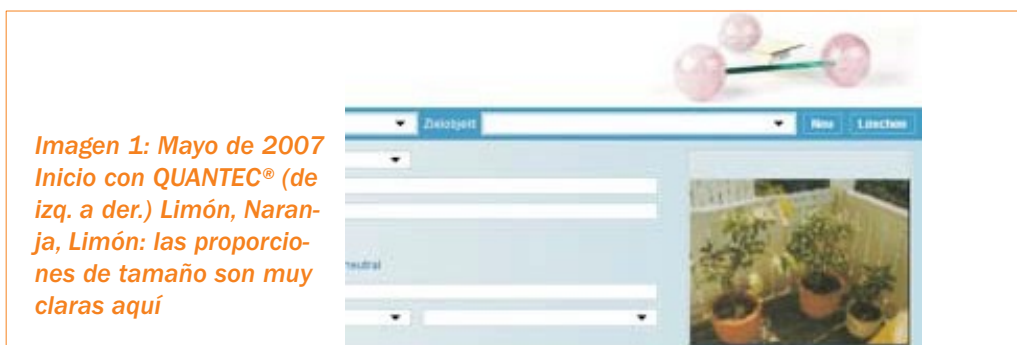 Imagen 1: Mayo de 2007
Inicio con QUANTEC® (de
izq. a der.) Limón, Naran-
ja, Limón: las proporcio-
nes de tamaño son muy
claras aquí
Zielobjekt
Neu Löschen
neutral